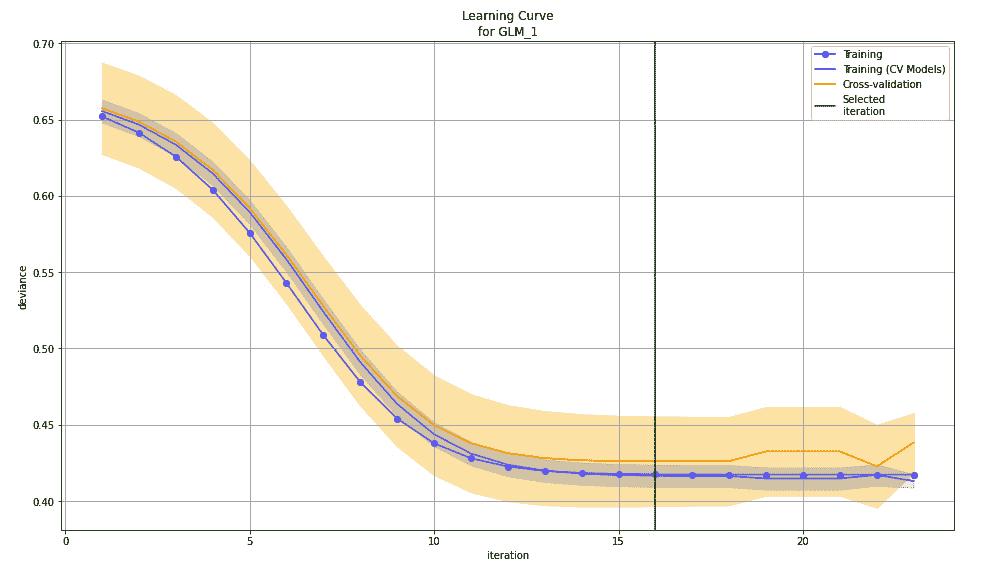 Learning Curve
for GLM_1
0.70
0.65
0.60
0.55
0.50
0.45
0.40
deviance
Training
Training (CV Models)
Cross-validation
Selected
iteration
0
5
10
15
20
iteration